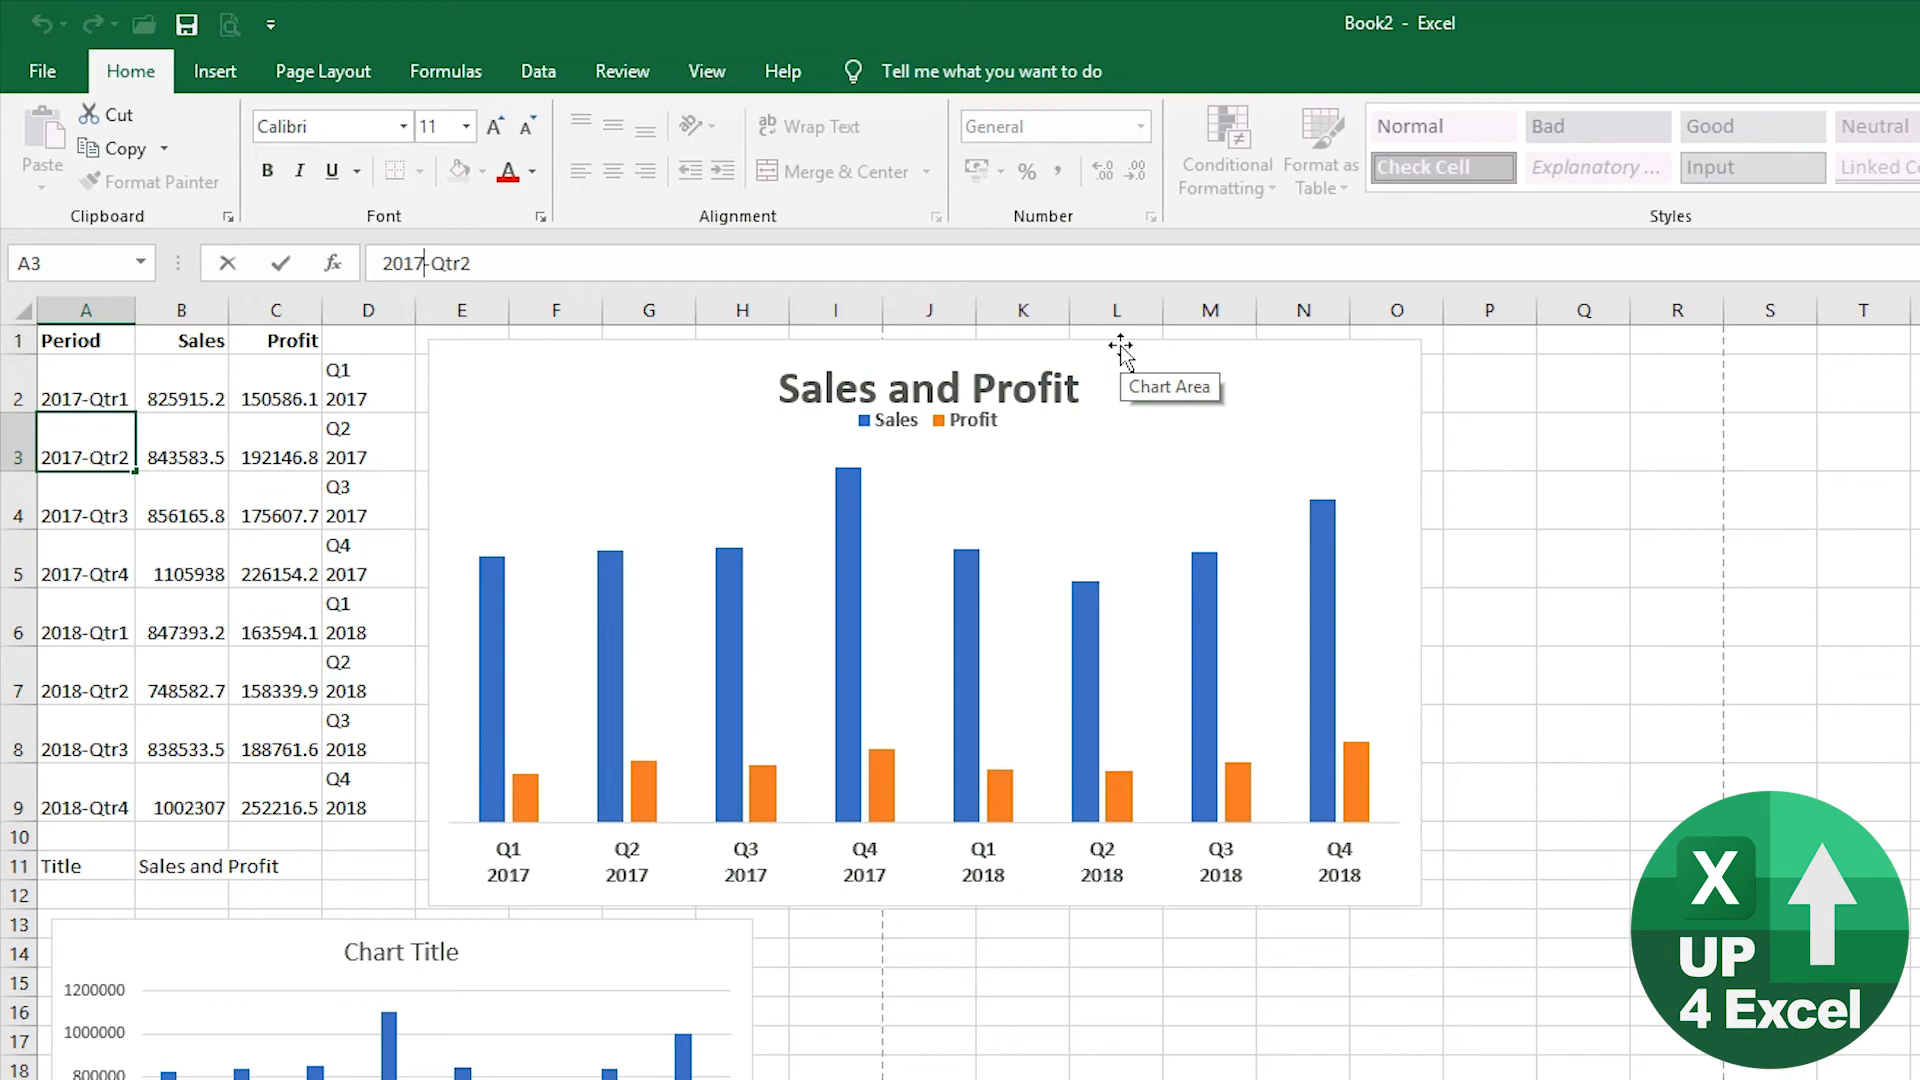 Book2 - Excel
File Home Insert Page Layout Formulas Data Review View Help Tell me what you want to do
Paste
Cut
Copy
Format Painter
Clipboard
Calibri 11 A A
B I U A
Font
Wrap Text
Merge & Center
Alignment
General
% , .0 .00 .00 .0
Number
Conditional Formatting
Format as Table
Normal Bad Good Neutral
Check Cell Explanatory ... Input Linked Ce
Styles
A3 fx 2017-Qtr2
A B C D E F G H I J K L M N O P Q R S T
1 Period Sales Profit
2 2017-Qtr1 825915.2 150586.1 Q1 2017
3 2017-Qtr2 843583.5 192146.8 Q2 2017
4 2017-Qtr3 856165.8 175607.7 Q3 2017
5 2017-Qtr4 1105938 226154.2 Q4 2017
6 2018-Qtr1 847393.2 163594.1 Q1 2018
7 2018-Qtr2 748582.7 158339.9 Q2 2018
8 2018-Qtr3 838533.5 188761.6 Q3 2018
9 2018-Qtr4 1002307 252216.5 Q4 2018
10
11 Title Sales and Profit
12
13
14
15
16
17
18
Sales and Profit
Chart Area
Sales Profit
Q1 Q2 Q3 Q4 Q1 Q2 Q3 Q4
2017 2017 2017 2017 2018 2018 2018 2018
Chart Title
1200000
1000000
800000
X
UP
4 Excel